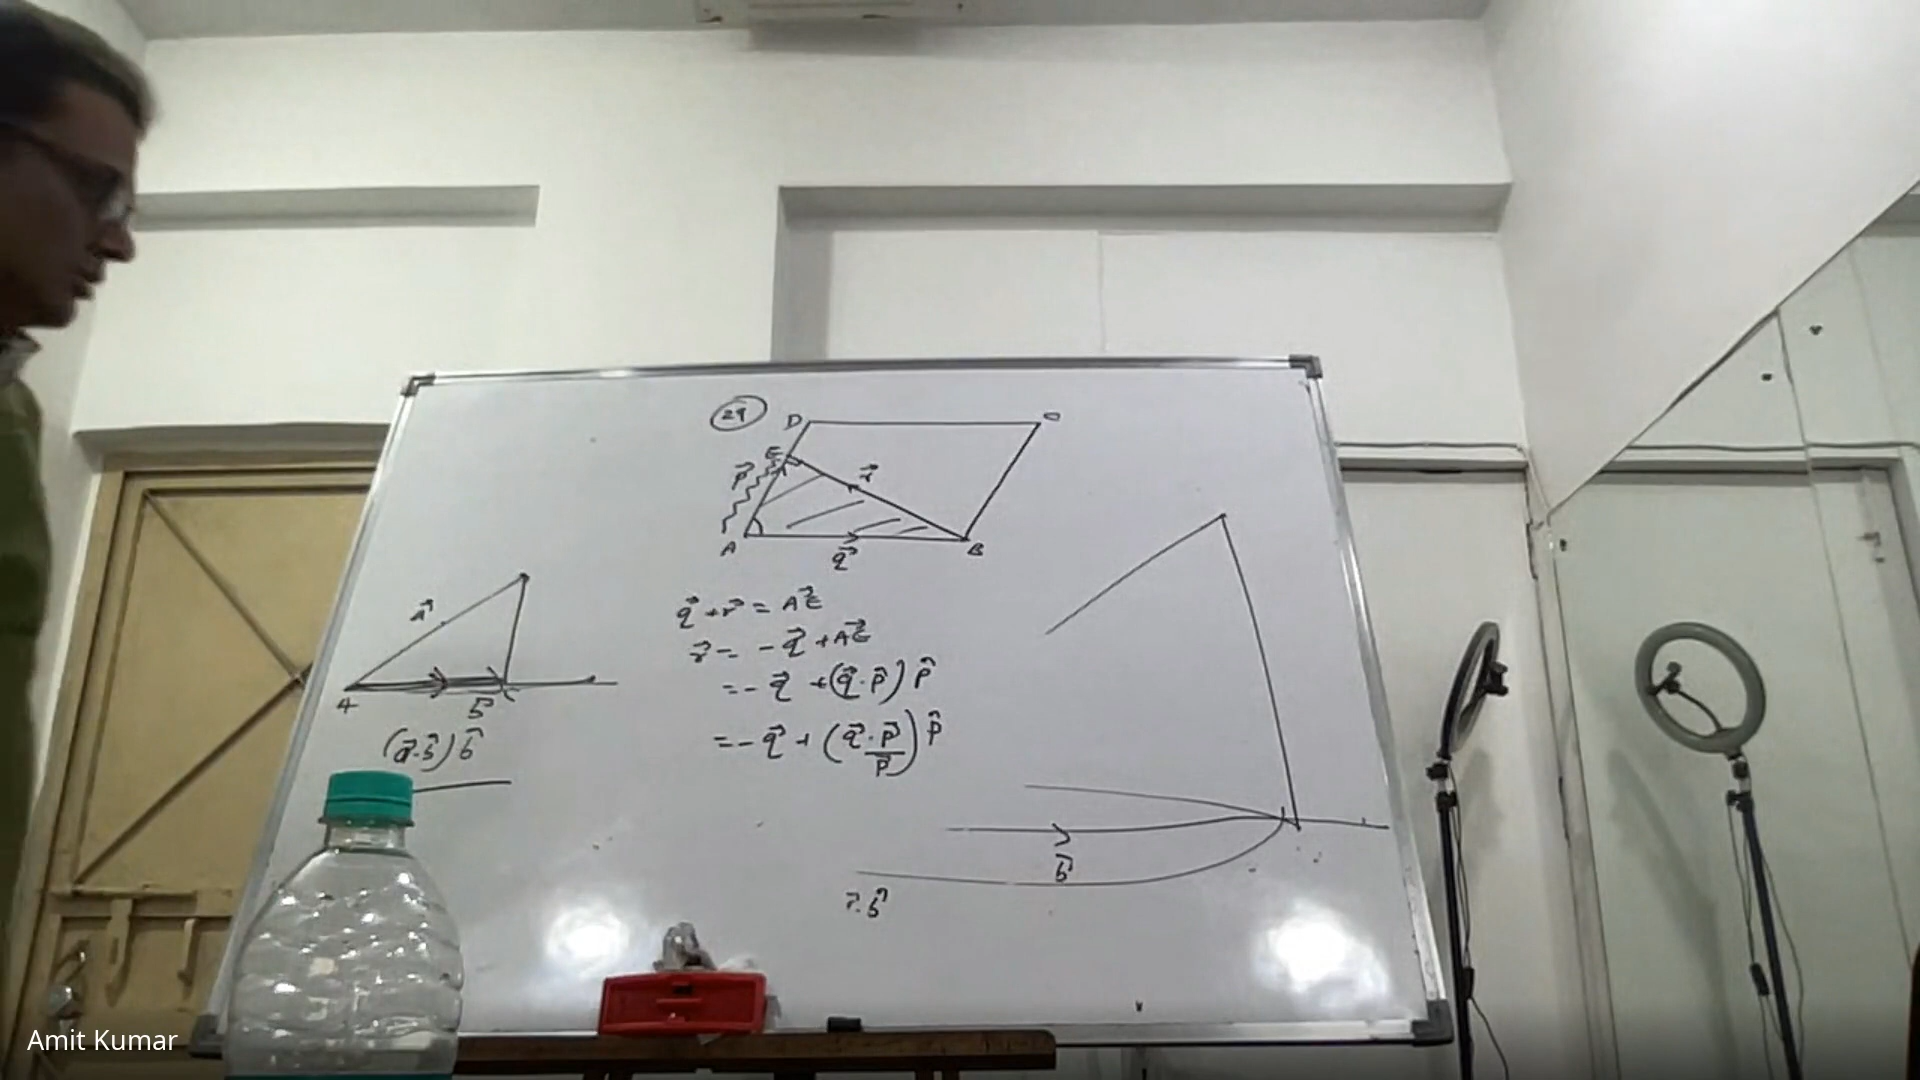 29
D
C
E
p⃗
r⃗
A
q⃗
B
a⃗
A
b⃗
(a⃗·b̂)b̂
q⃗ + r⃗ = AE⃗
r⃗ = -q⃗ + AE⃗
= -q⃗ + (q⃗·p̂)p̂
= -q⃗ + (q⃗·p⃗/p)p̂
b⃗
Amit Kumar